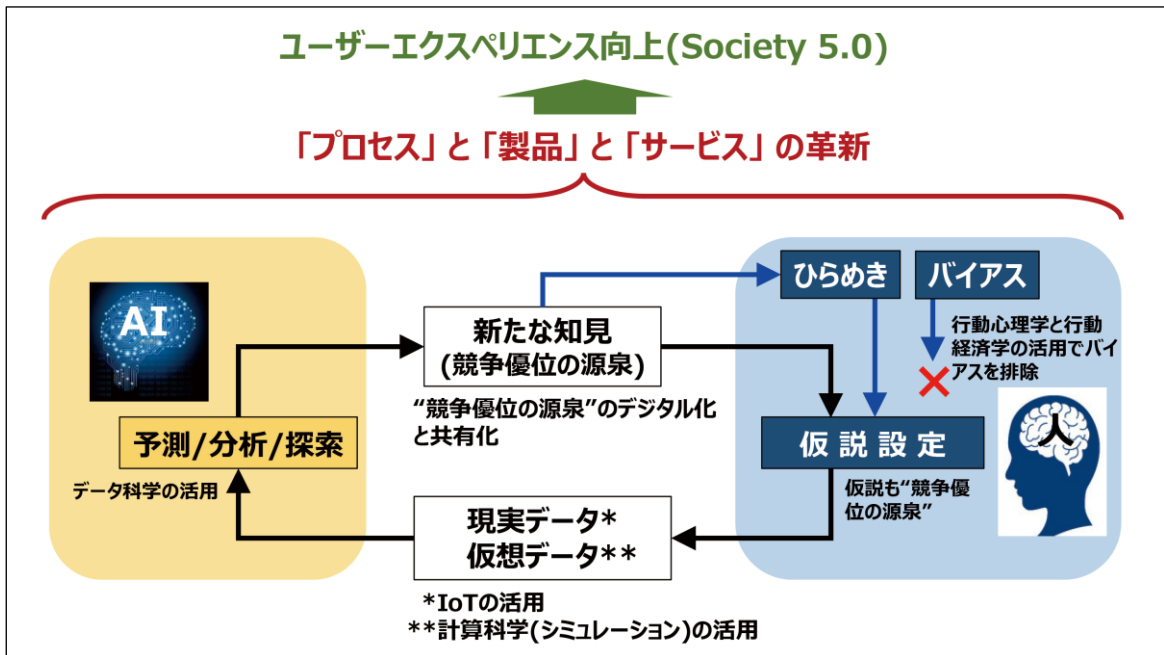 ユーザーエクスペリエンス向上(Society 5.0)
「プロセス」と「製品」と「サービス」の革新
AI
予測/分析/探索
データ科学の活用
新たな知見
(競争優位の源泉)
“競争優位の源泉”のデジタル化
と共有化
現実データ*
仮想データ**
*IoTの活用
**計算科学(シミュレーション)の活用
ひらめき
バイアス
行動心理学と行動
経済学の活用でバイ
アスを排除
人
仮説設定
仮説も“競争優
位の源泉”